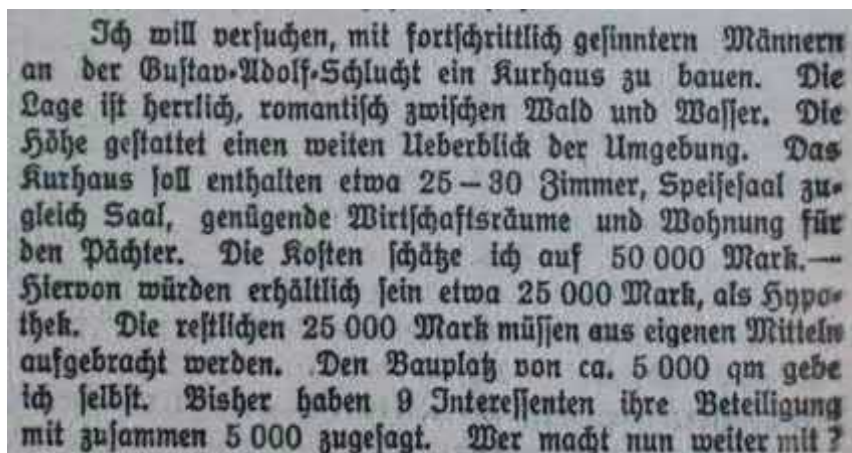 Ich will versuchen, mit fortschrittlich gesinntern Männern
an der Gustav-Adolf-Schlucht ein Kurhaus zu bauen. Die
Lage ist herrlich, romantisch zwischen Wald und Wasser. Die
Höhe gestattet einen weiten Ueberblick der Umgebung. Das
Kurhaus soll enthalten etwa 25–30 Zimmer, Speisesaal zu-
gleich Saal, genügende Wirtschaftsräume und Wohnung für
den Pächter. Die Kosten schätze ich auf 50 000 Mark.—
Hiervon würden erhältlich sein etwa 25 000 Mark, als Hypo-
thek. Die restlichen 25 000 Mark müssen aus eigenen Mitteln
aufgebracht werden. Den Bauplatz von ca. 5 000 qm gebe
ich selbst. Bisher haben 9 Interessenten ihre Beteiligung
mit zusammen 5 000 zugesagt. Wer macht nun weiter mit?